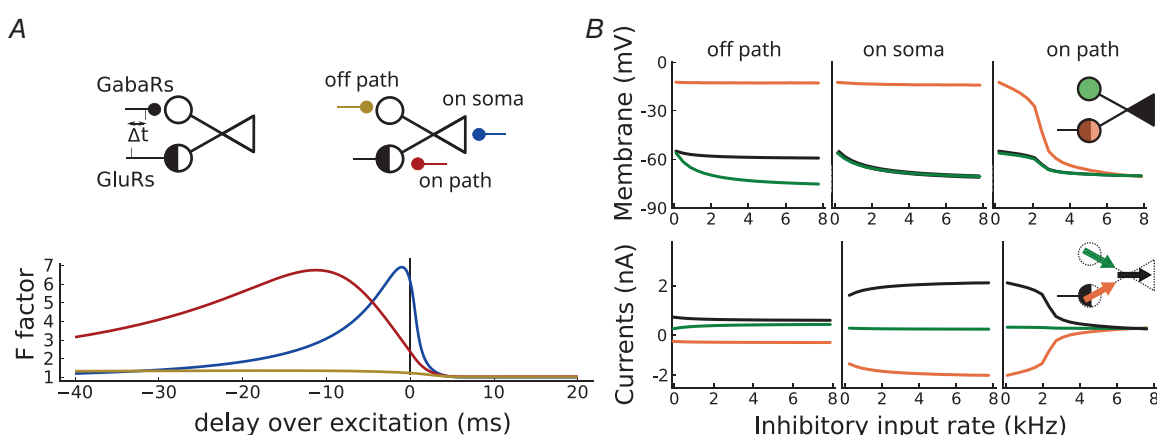 A
GabaRs
Δt
GluRs
off path
on soma
on path
F factor
7
6
5
4
3
2
1
−40 −30 −20 −10 0 10 20
delay over excitation (ms)
B
off path on soma on path
Membrane (mV)
0
-30
-60
-90
0 2 4 6 8 0 2 4 6 8 0 2 4 6 8
Currents (nA)
2
0
-2
0 2 4 6 8 0 2 4 6 8 0 2 4 6 8
Inhibitory input rate (kHz)